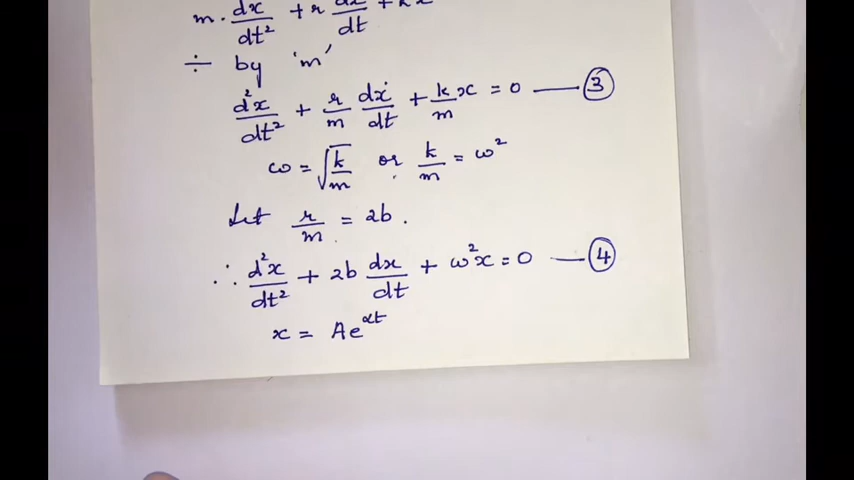 m. dx/dt² + r dx/dt + kx
÷ by 'm'
d²x/dt² + r/m dx/dt + k/m x = 0 —— ③
ω = √(k/m) or k/m = ω²
Let r/m = 2b.
∴ d²x/dt² + 2b dx/dt + ω²x = 0 —— ④
x = Ae^αt